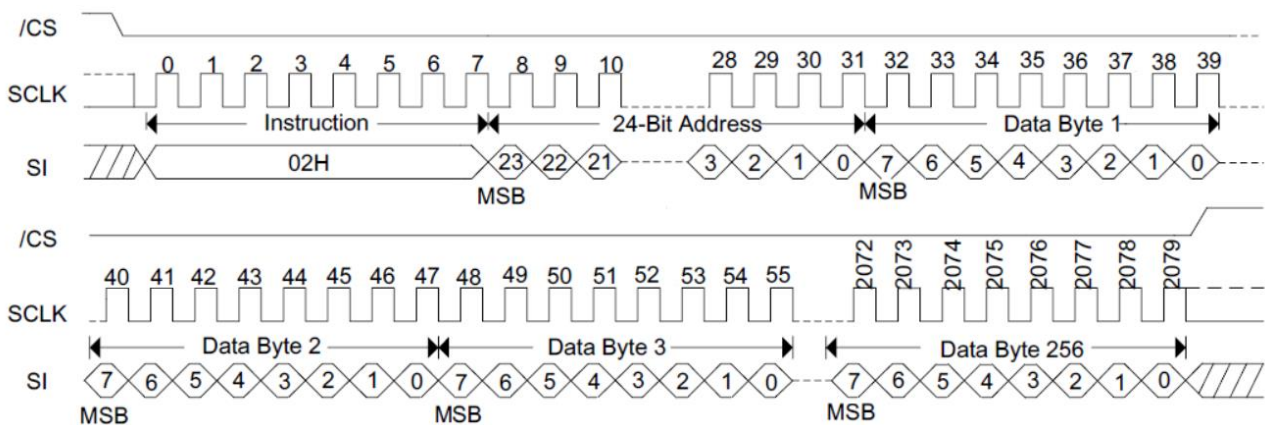 /CS
0 1 2 3 4 5 6 7 8 9 10 28 29 30 31 32 33 34 35 36 37 38 39
SCLK
Instruction 24-Bit Address Data Byte 1
SI 02H 23 22 21 3 2 1 0 7 6 5 4 3 2 1 0
MSB MSB
/CS
40 41 42 43 44 45 46 47 48 49 50 51 52 53 54 55 2072 2073 2074 2075 2076 2077 2078 2079
SCLK
Data Byte 2 Data Byte 3 Data Byte 256
SI 7 6 5 4 3 2 1 0 7 6 5 4 3 2 1 0 7 6 5 4 3 2 1 0
MSB MSB MSB